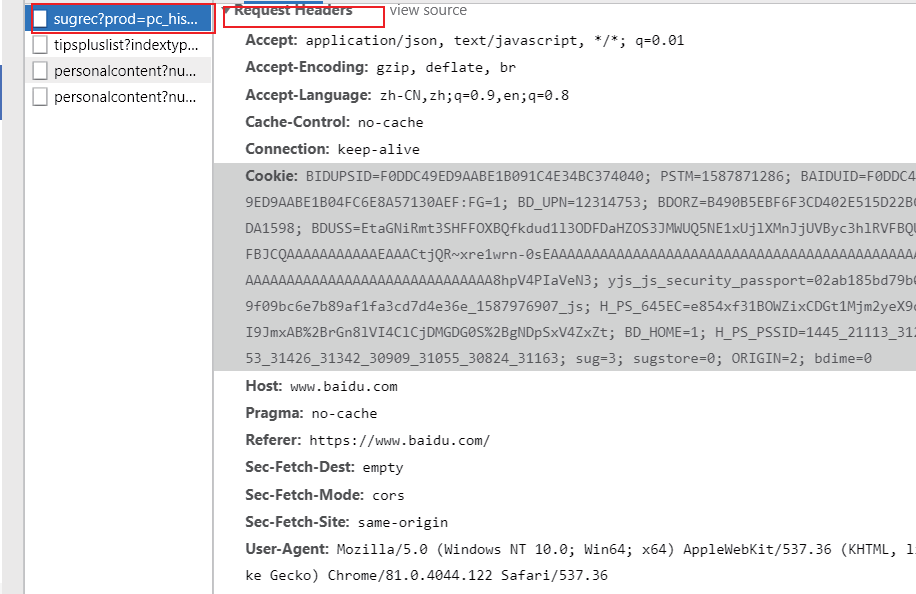 sugrec?prod=pc_his...
tipspluslist?indextyp...
personalcontent?nu...
personalcontent?nu...
Request Headers view source
Accept: application/json, text/javascript, */*; q=0.01
Accept-Encoding: gzip, deflate, br
Accept-Language: zh-CN,zh;q=0.9,en;q=0.8
Cache-Control: no-cache
Connection: keep-alive
Cookie: BIDUPSID=F0DDC49ED9AABE1B091C4E34BC374040; PSTM=1587871286; BAIDUID=F0DDC4
9ED9AABE1B04FC6E8A57130AEF:FG=1; BD_UPN=12314753; BDORZ=B490B5EBF6F3CD402E515D22B
DA1598; BDUSS=EtaGNiRmt3SHFFOXBQfkdud1l3ODFDaHZOS3JMWUQ5NE1xUjlXMnJjUVByc3hlRVFBQU
FBJCQAAAAAAAAAAAEAAACtjQR~xre1wrn-0sEAAAAAAAAAAAAAAAAAAAAAAAAAAAAAAAAAAAAAAAAAAAAA
AAAAAAAAAAAAAAAAAAAAAAAAAAAAAA8hpV4PIaVeN3; yjs_js_security_passport=02ab185bd79b
9f09bc6e7b89af1fa3cd7d4e36e_1587976907_js; H_PS_645EC=e854xf31BOWZixCDGt1Mjm2yeX9
I9JmxAB%2BrGn8lVI4ClCjDMGDG0S%2BgNDpSxV4ZxZt; BD_HOME=1; H_PS_PSSID=1445_21113_312
53_31426_31342_30909_31055_30824_31163; sug=3; sugstore=0; ORIGIN=2; bdime=0
Host: www.baidu.com
Pragma: no-cache
Referer: https://www.baidu.com/
Sec-Fetch-Dest: empty
Sec-Fetch-Mode: cors
Sec-Fetch-Site: same-origin
User-Agent: Mozilla/5.0 (Windows NT 10.0; Win64; x64) AppleWebKit/537.36 (KHTML, li
ke Gecko) Chrome/81.0.4044.122 Safari/537.36